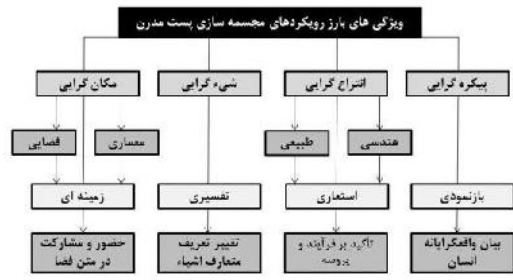 ویژگی های بارز رویکردهای مجسمه سازی پست مدرن
پیکره گرایی
انتزاع گرایی
شیء گرایی
مکان گرایی
هندسی
طبیعی
معماری
فضایی
بازنمودی
استعاری
تفسیری
زمینه ای
بیان واقعگرایانه
انسان
تاکید بر فرآیند و
پروسه
تغییر تعریف
متعارف اشیاء
حضور و مشارکت
در متن فضا